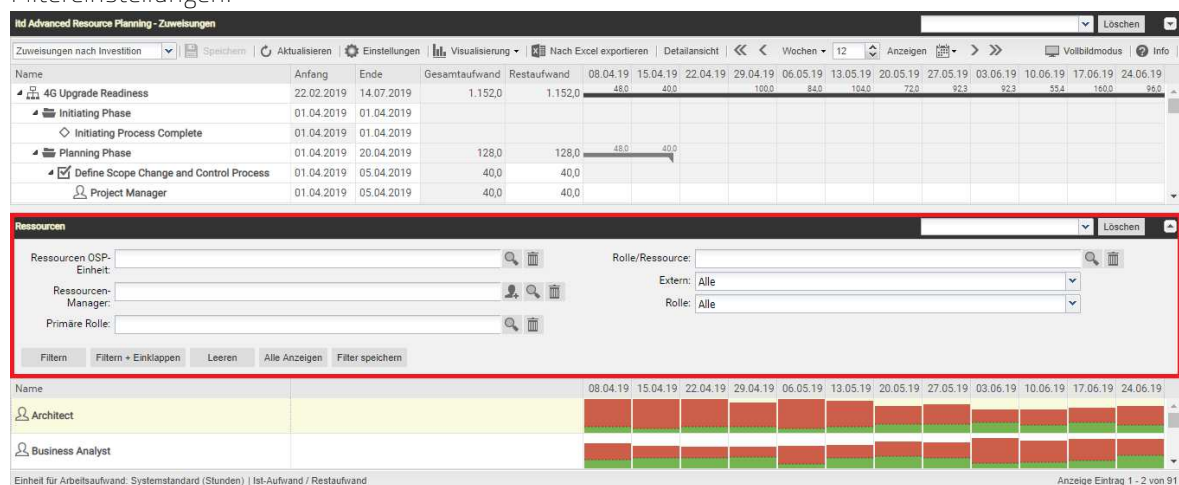 Filtereinstellungen.
itd Advanced Resource Planning - Zuweisungen Löschen
Zuweisungen nach Investition Speichern Aktualisieren Einstellungen Visualisierung Nach Excel exportieren Detailansicht Wochen 12 Anzeigen Vollbildmodus Info
Name Anfang Ende Gesamtaufwand Restaufwand 08.04.19 15.04.19 22.04.19 29.04.19 06.05.19 13.05.19 20.05.19 27.05.19 03.06.19 10.06.19 17.06.19 24.06.19
4G Upgrade Readiness 22.02.2019 14.07.2019 1.152,0 1.152,0 48,0 40,0 100,0 84,0 104,0 72,0 92,3 92,3 55,4 160,0 96,0
Initiating Phase 01.04.2019 01.04.2019
Initiating Process Complete 01.04.2019 01.04.2019
Planning Phase 01.04.2019 20.04.2019 128,0 128,0 48,0 40,0
Define Scope Change and Control Process 01.04.2019 05.04.2019 40,0 40,0
Project Manager 01.04.2019 05.04.2019 40,0 40,0
Ressourcen Löschen
Ressourcen OSP-
Einheit: Rolle/Ressource:
Extern: Alle
Ressourcen-
Manager:
Rolle: Alle
Primäre Rolle:
Filtern Filtern + Einklappen Leeren Alle Anzeigen Filter speichern
Name 08.04.19 15.04.19 22.04.19 29.04.19 06.05.19 13.05.19 20.05.19 27.05.19 03.06.19 10.06.19 17.06.19 24.06.19
Architect
Business Analyst
Einheit für Arbeitsaufwand: Systemstandard (Stunden) | Ist-Aufwand / Restaufwand Anzeige Eintrag 1 - 2 von 91